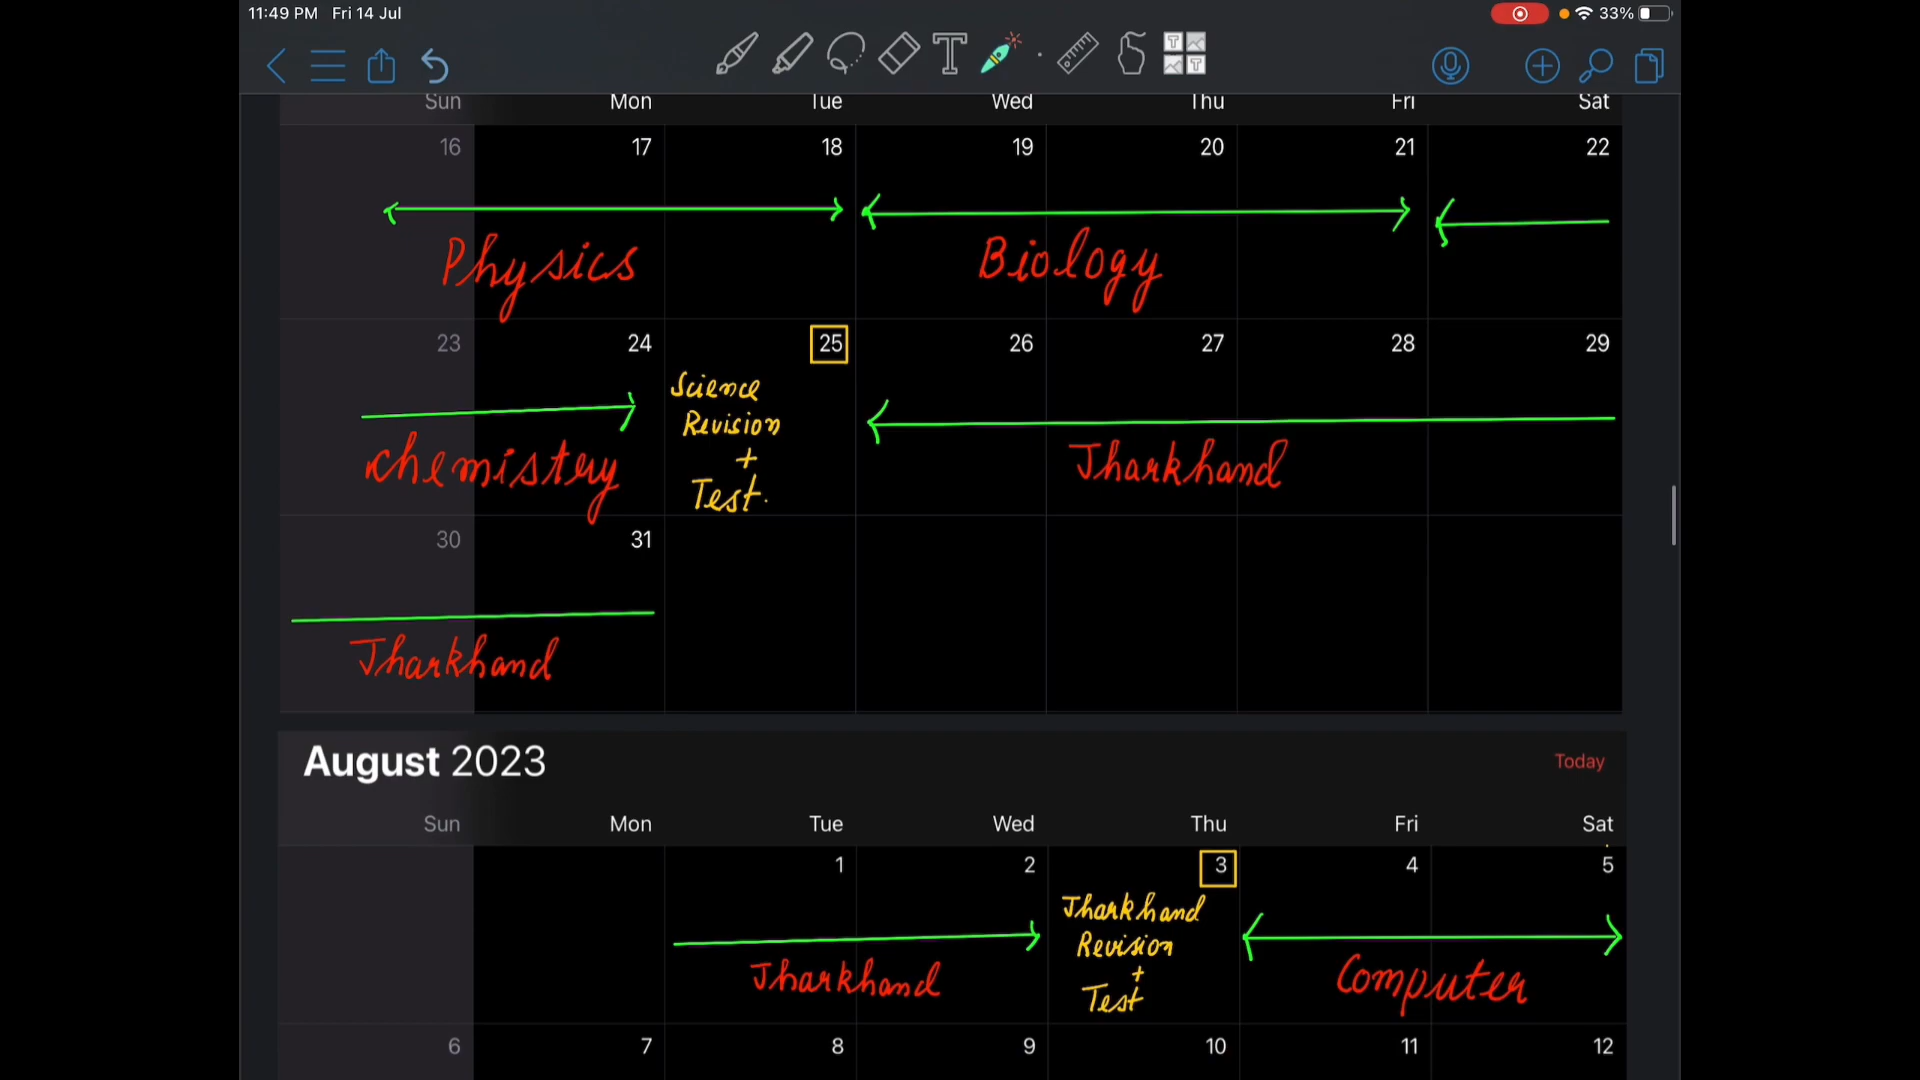 11:49 PM Fri 14 Jul
33%
Sun Mon Tue Wed Thu Fri Sat
16 17 18 19 20 21 22
Physics Biology
23 24 25 26 27 28 29
Science
Revision
+
Test.
chemistery Jharkhand
30 31
Jharkhand
August 2023
Today
Sun Mon Tue Wed Thu Fri Sat
1 2 3 4 5
Jharkhand
Revision
+
Test
Jharkhand Computer
6 7 8 9 10 11 12